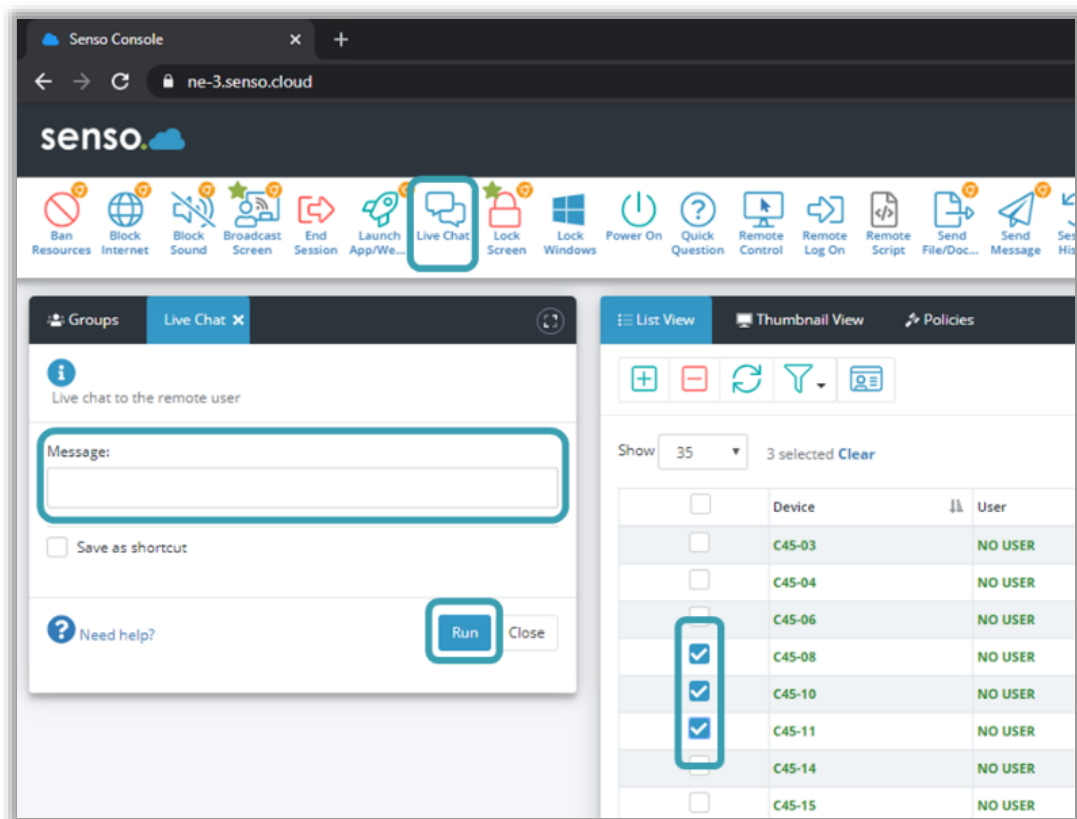 Senso Console
ne-3.senso.cloud
senso.
Ban Resources
Block Internet
Block Sound
Broadcast Screen
End Session
Launch App/We...
Live Chat
Lock Screen
Lock Windows
Power On
Quick Question
Remote Control
Remote Log On
Remote Script
Send File/Doc...
Send Message
Groups
Live Chat
List View
Thumbnail View
Policies
Live chat to the remote user
Message:
Save as shortcut
Need help?
Run
Close
Show 35 3 selected Clear
Device User
C45-03 NO USER
C45-04 NO USER
C45-06 NO USER
C45-08 NO USER
C45-10 NO USER
C45-11 NO USER
C45-14 NO USER
C45-15 NO USER